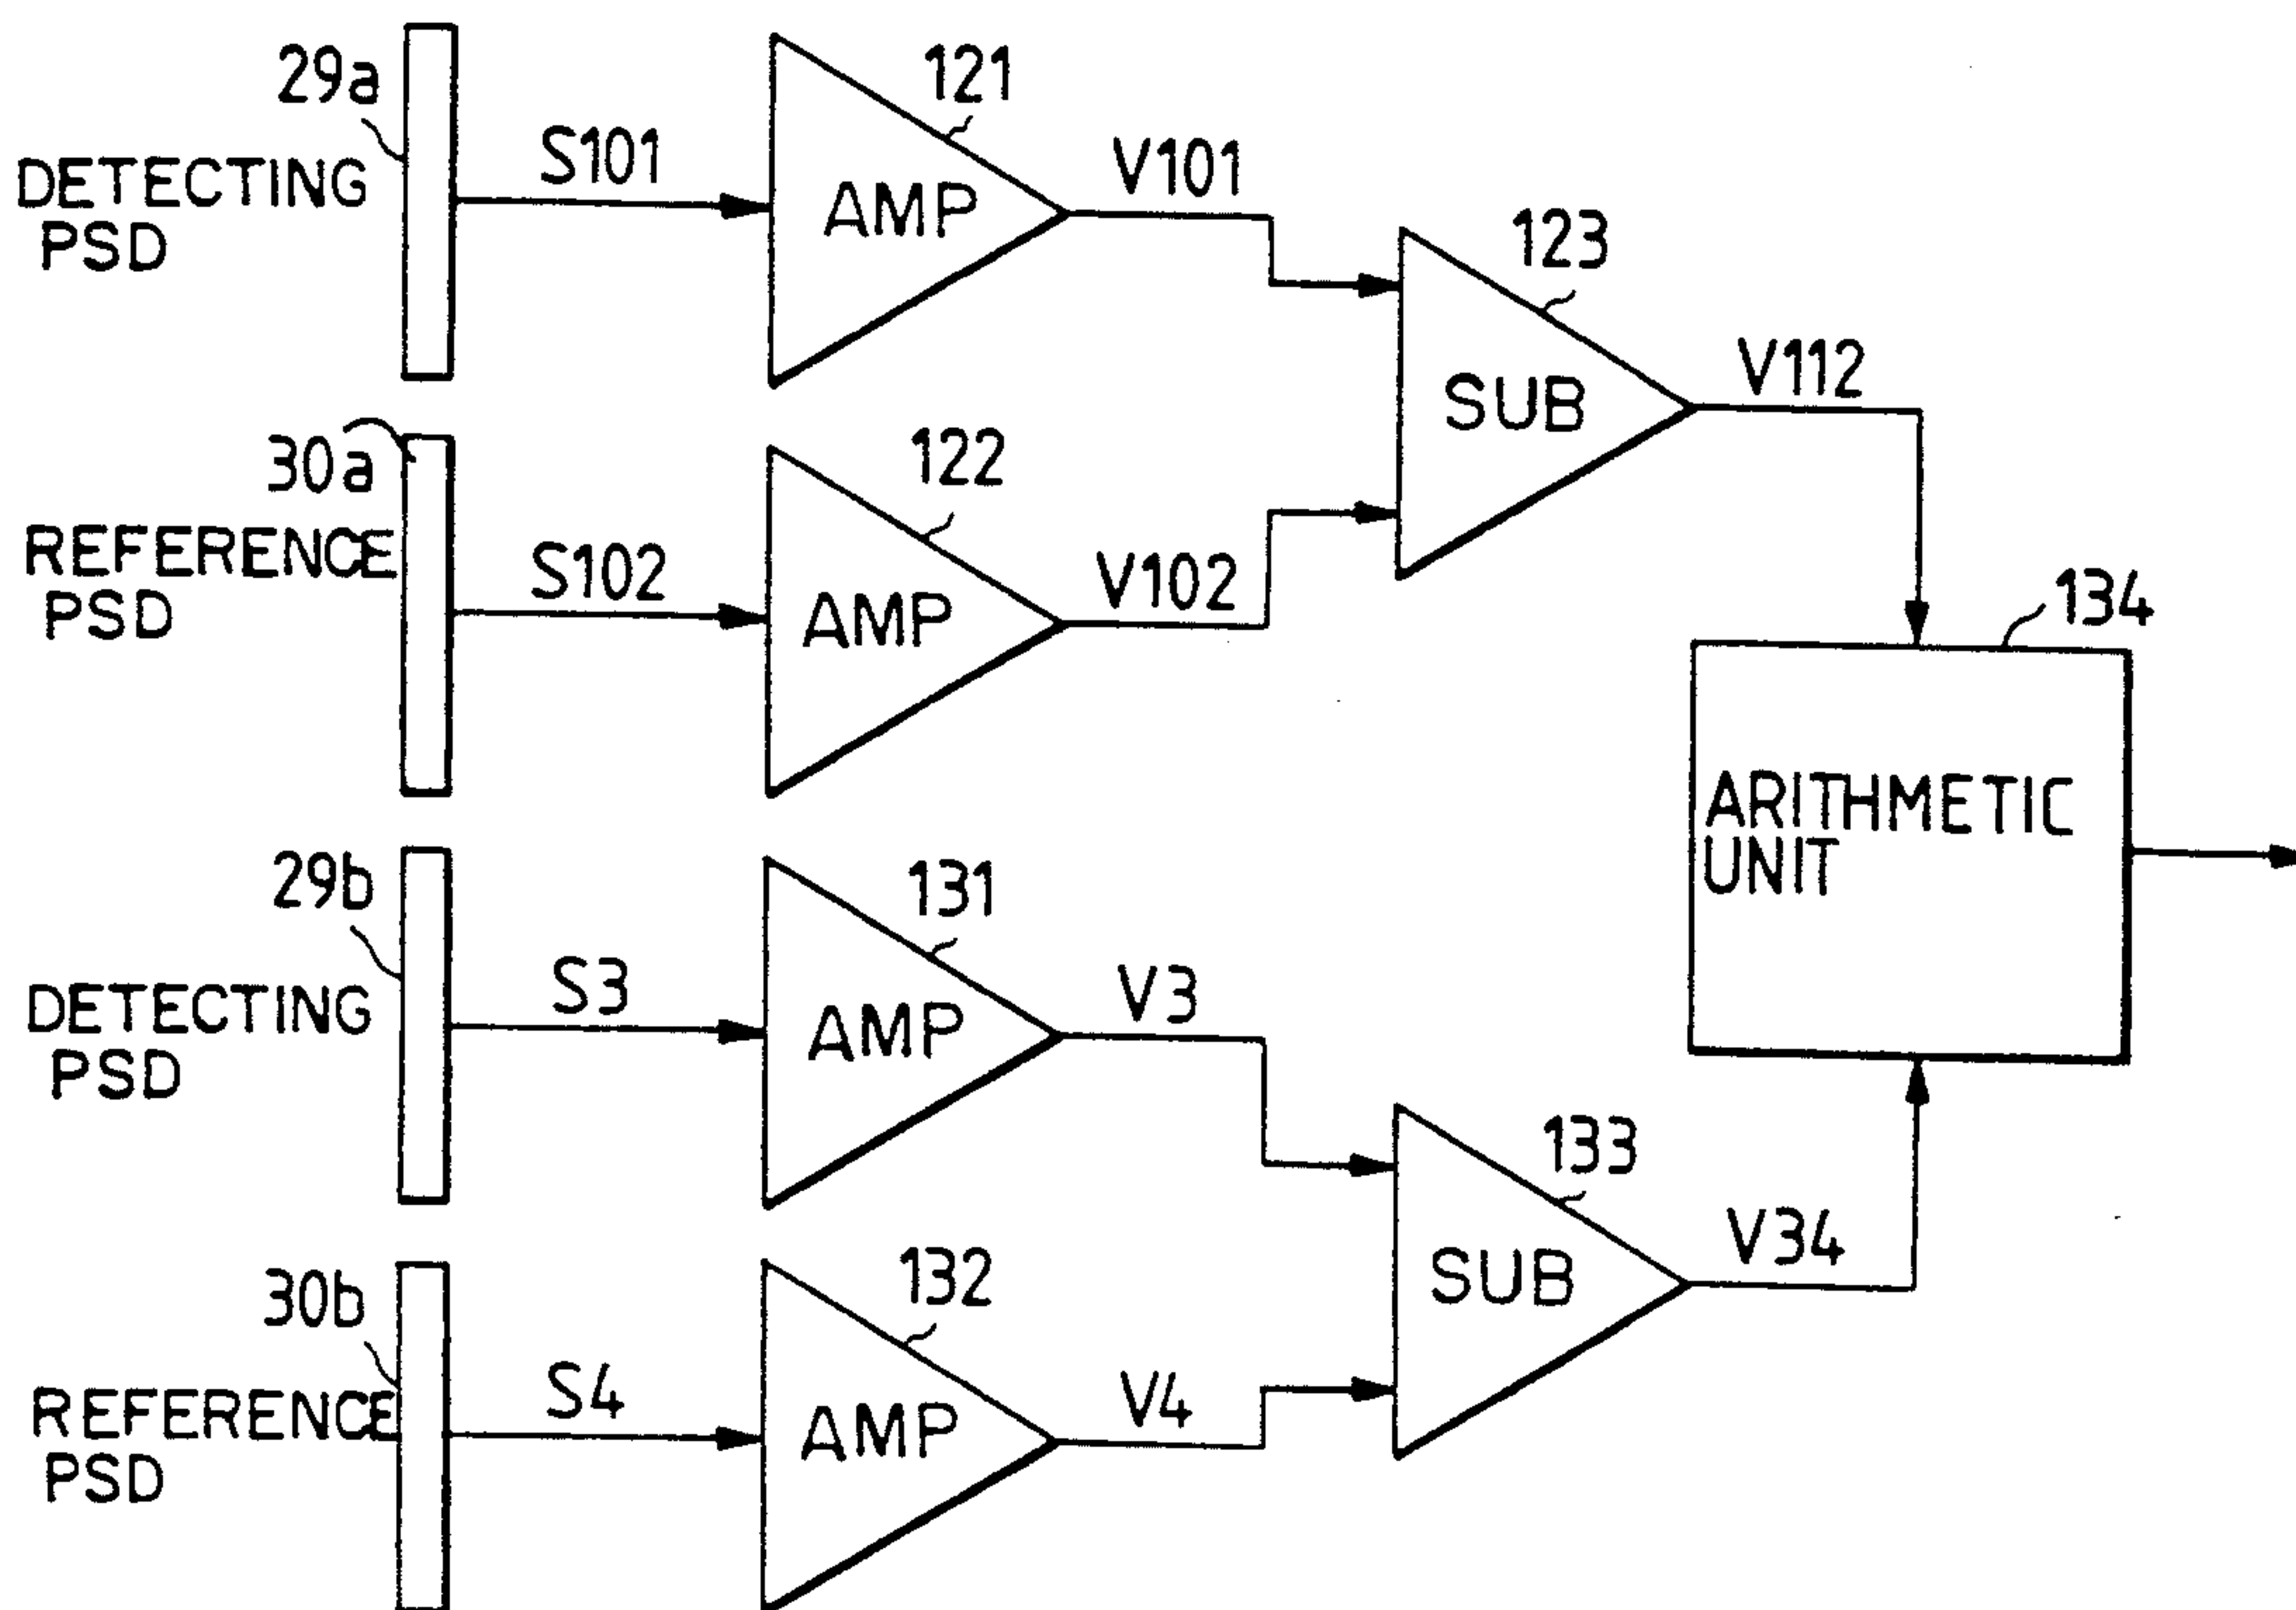 29a
DETECTING
PSD
S101
121
AMP
V101
123
SUB
V112
30a
REFERENCE
PSD
S102
122
AMP
V102
134
ARITHMETIC
UNIT
29b
DETECTING
PSD
S3
131
AMP
V3
133
SUB
V34
30b
REFERENCE
PSD
S4
132
AMP
V4